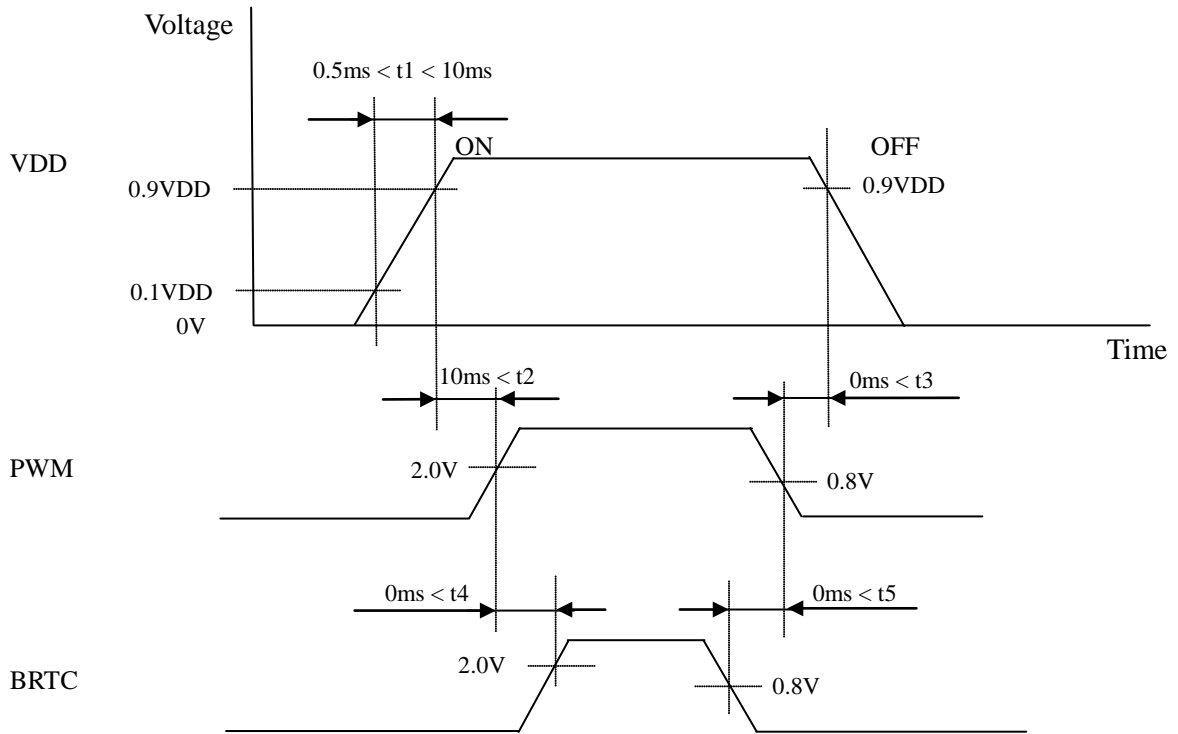 Voltage
0.5ms < t1 < 10ms
ON
OFF
VDD
0.9VDD
0.9VDD
0.1VDD
0V
Time
10ms < t2
0ms < t3
PWM
2.0V
0.8V
0ms < t4
0ms < t5
BRTC
2.0V
0.8V